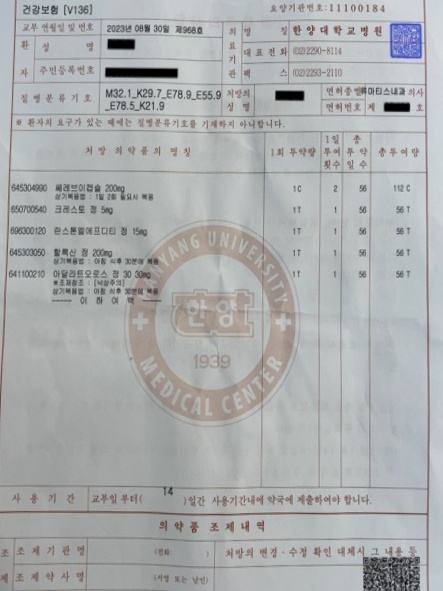 건강보험 [V136]
요양기관번호:11100184
교부 연월일 및 번호 2023년 08월 30일 제968호
환자 성명
주민등록번호
의료기관 명칭 한양대학교병원
대표전화 (02)2290-8114
팩스 (02)2293-2110
질병분류기호 M32.1_K29.7_E78.9_E55.9
_E78.5_K21.9
처방의 성명
면허종별 류마티스내과 의사
면허번호 제 호
※ 환자의 요구가 있는 때에는 질병분류기호를 기재하지 아니합니다.
처방 의약품의 명칭 1회 투약량 1일 투여 횟수 총 투약 일수 총 투여량
645304990 쎄레브이캡슐 200mg 1C 2 56 112 C
상기복용법 : 1일 2회 필요시 복용
650700540 크레스토 정 5mg 1T 1 56 56 T
696300120 란스톤엘에프디티 정 15mg 1T 1 56 56 T
645303050 할록신 정 200mg 1T 1 56 56 T
상기복용법 : 아침 식후 30분에 복용
641100210 아달라트오로스 정 30 30mg 1T 1 56 56 T
※조제참조 : [낙상주의]
상기복용법 : 아침 식후 30분에 복용
----- 이 하 여 백 -----
HANYANG UNIVERSITY
한양
1939
MEDICAL CENTER
사용기간 교부일부터( 14 )일간 사용기간내에 약국에 제출하여야 합니다.
의약품 조제내역
조제기관명 (전화: )
처방의 변경·수정 확인 대체시 그 내용 등
조제약사명 (서명 또는 날인)